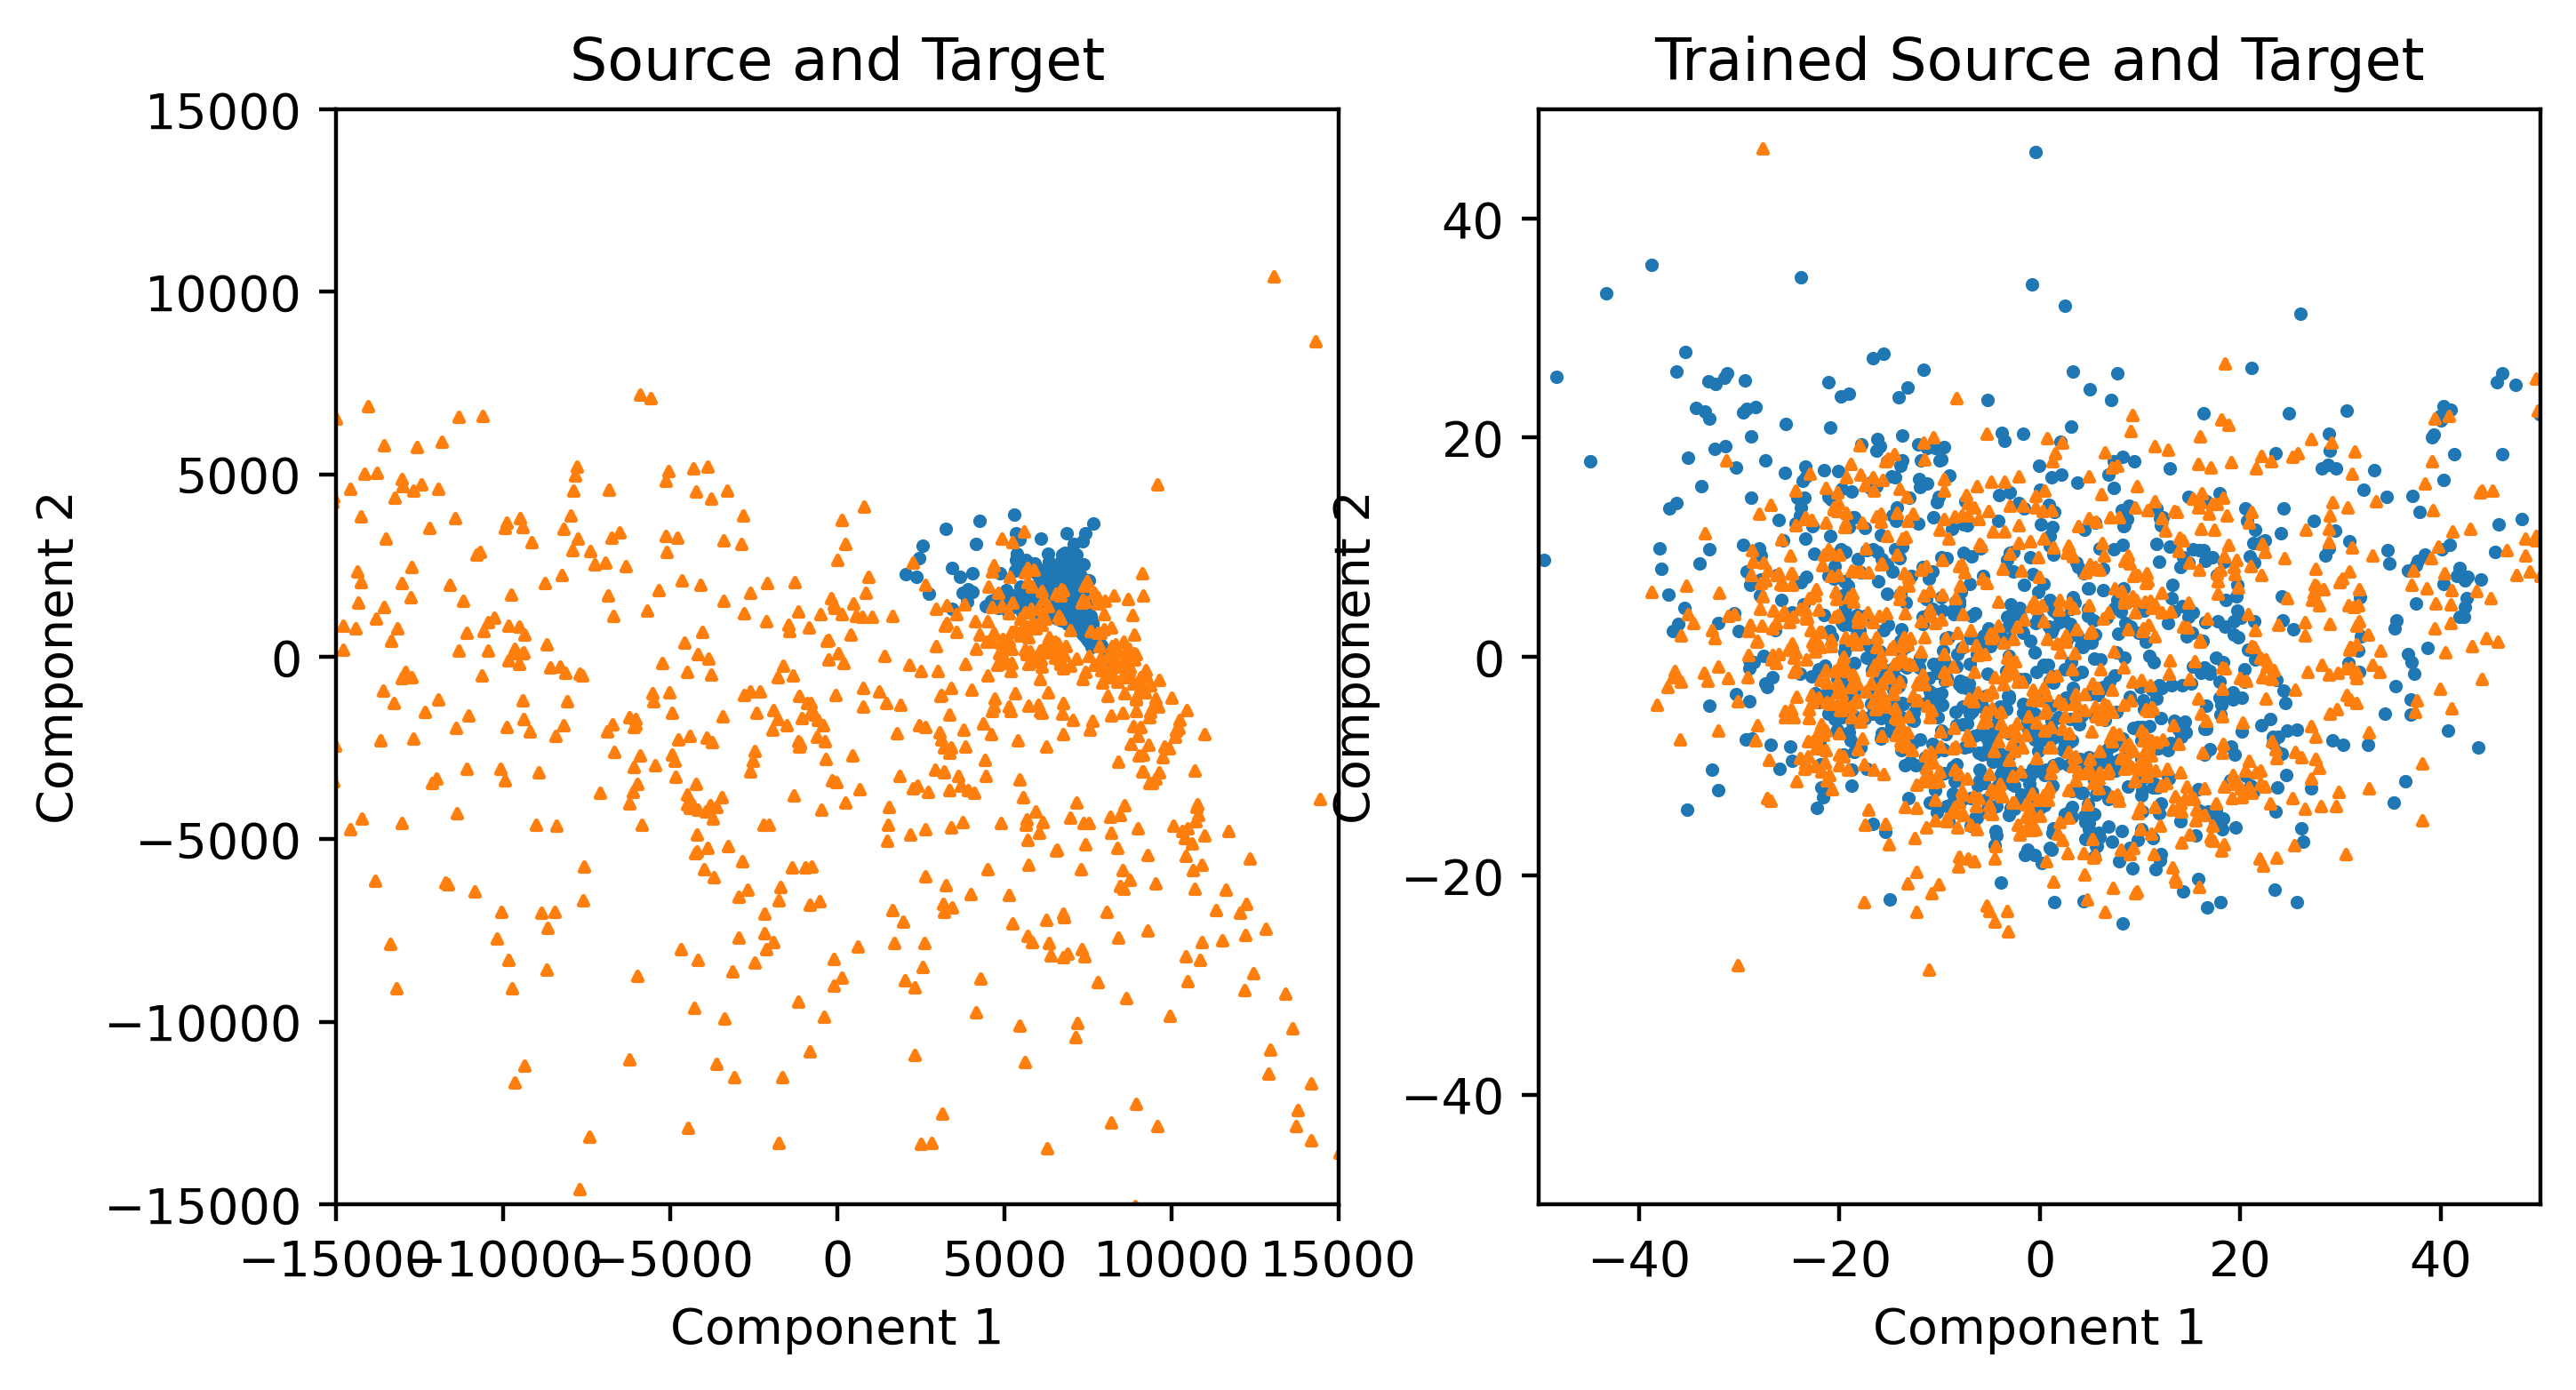 Source and Target
Trained Source and Target
15000
10000
5000
0
−5000
−10000
−15000
Component 2
−15000 −10000 −5000 0 5000 10000 15000
Component 1
40
20
0
−20
−40
Component 2
−40 −20 0 20 40
Component 1